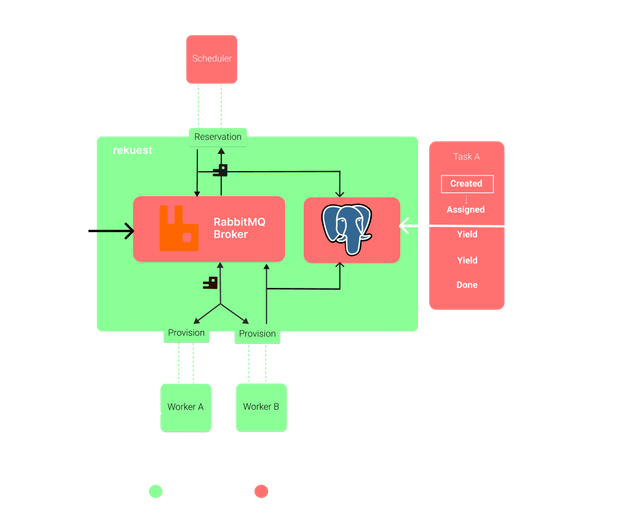 Scheduler
Reservation
rekuest
RabbitMQ
Broker
Task A
Created
Assigned
Yield
Yield
Done
Provision
Provision
Worker A
Worker B